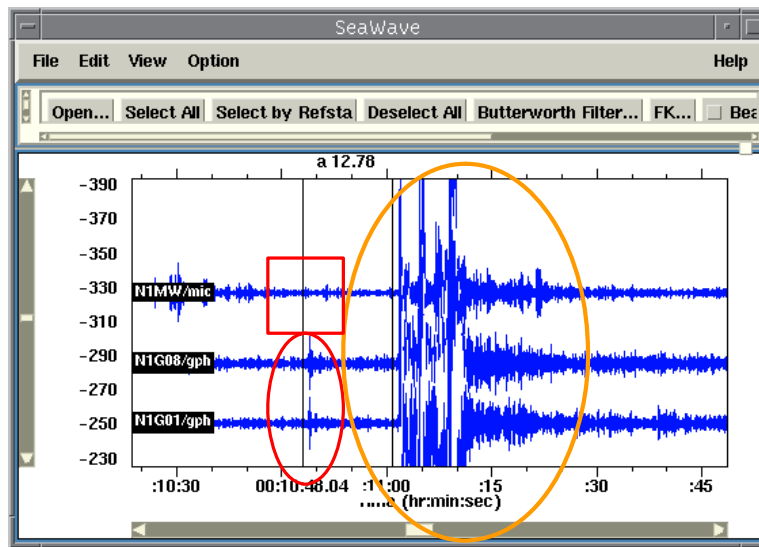 SeaWave
File Edit View Option Help
Open... Select All Select by Refsta Deselect All Butterworth Filter... FK... Bea
a 12.78
-390
-370
-350
-330
-310
-290
-270
-250
-230
N1MW/mic
N1G08/gph
N1G01/gph
:10:30 00:10:48.04 :11:00 :15 :30 :45
Time (hr:min:sec)